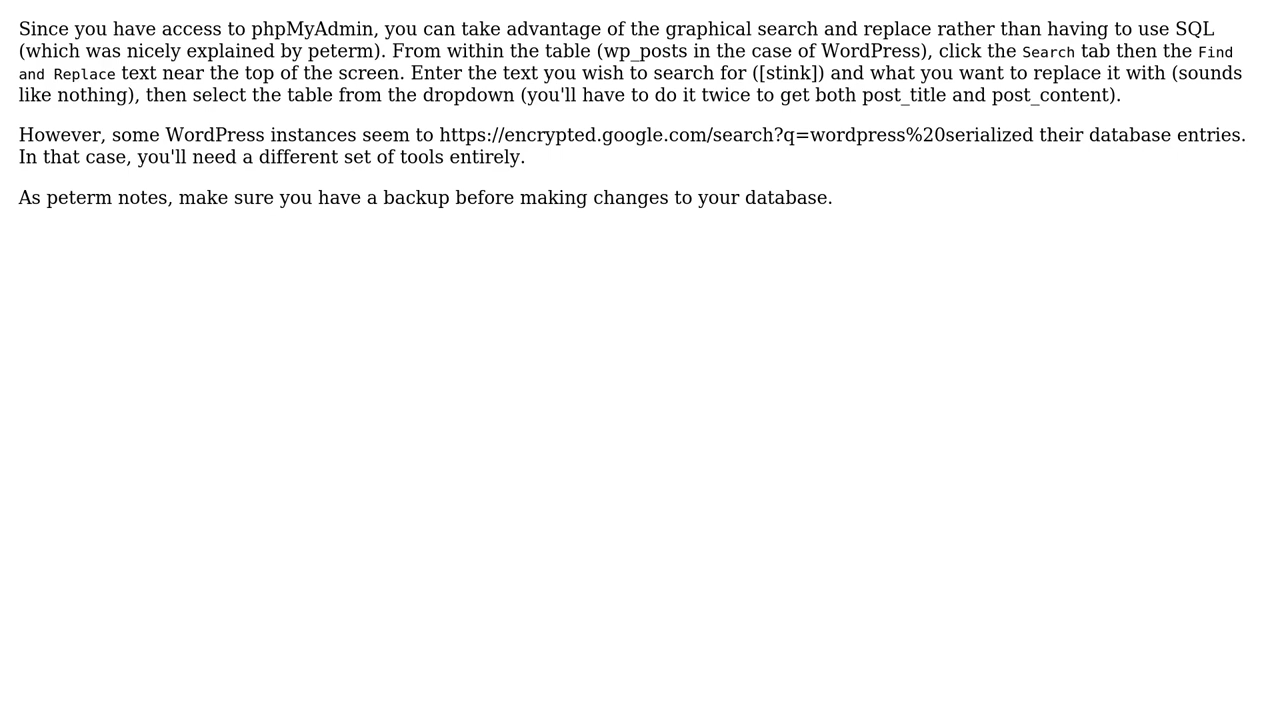 Since you have access to phpMyAdmin, you can take advantage of the graphical search and replace rather than having to use SQL
(which was nicely explained by peterm). From within the table (wp_posts in the case of WordPress), click the Search tab then the Find
and Replace text near the top of the screen. Enter the text you wish to search for ([stink]) and what you want to replace it with (sounds
like nothing), then select the table from the dropdown (you'll have to do it twice to get both post_title and post_content).
However, some WordPress instances seem to https://encrypted.google.com/search?q=wordpress%20serialized their database entries.
In that case, you'll need a different set of tools entirely.
As peterm notes, make sure you have a backup before making changes to your database.